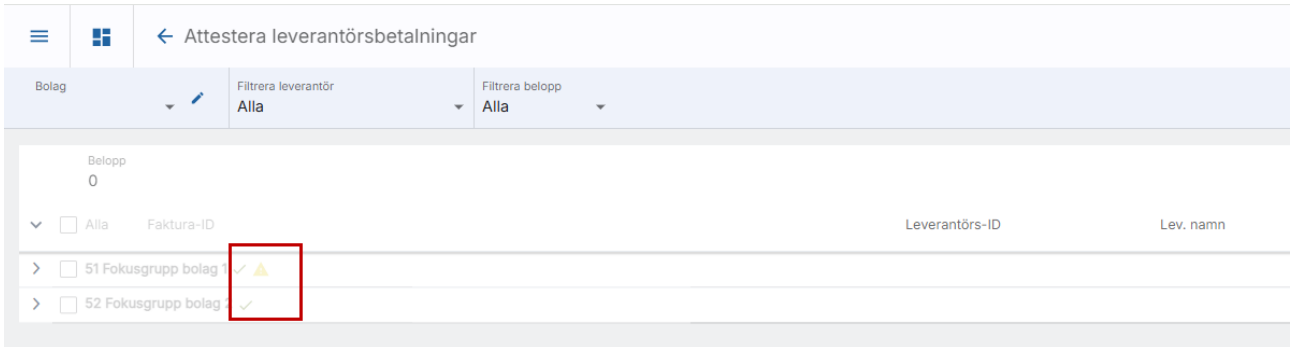 Attestera leverantörsbetalningar
Bolag
Filtrera leverantör
Filtrera belopp
Alla
Alla
Belopp
0
Alla Faktura-ID Leverantörs-ID Lev. namn
51 Fokusgrupp bolag 1
52 Fokusgrupp bolag 2